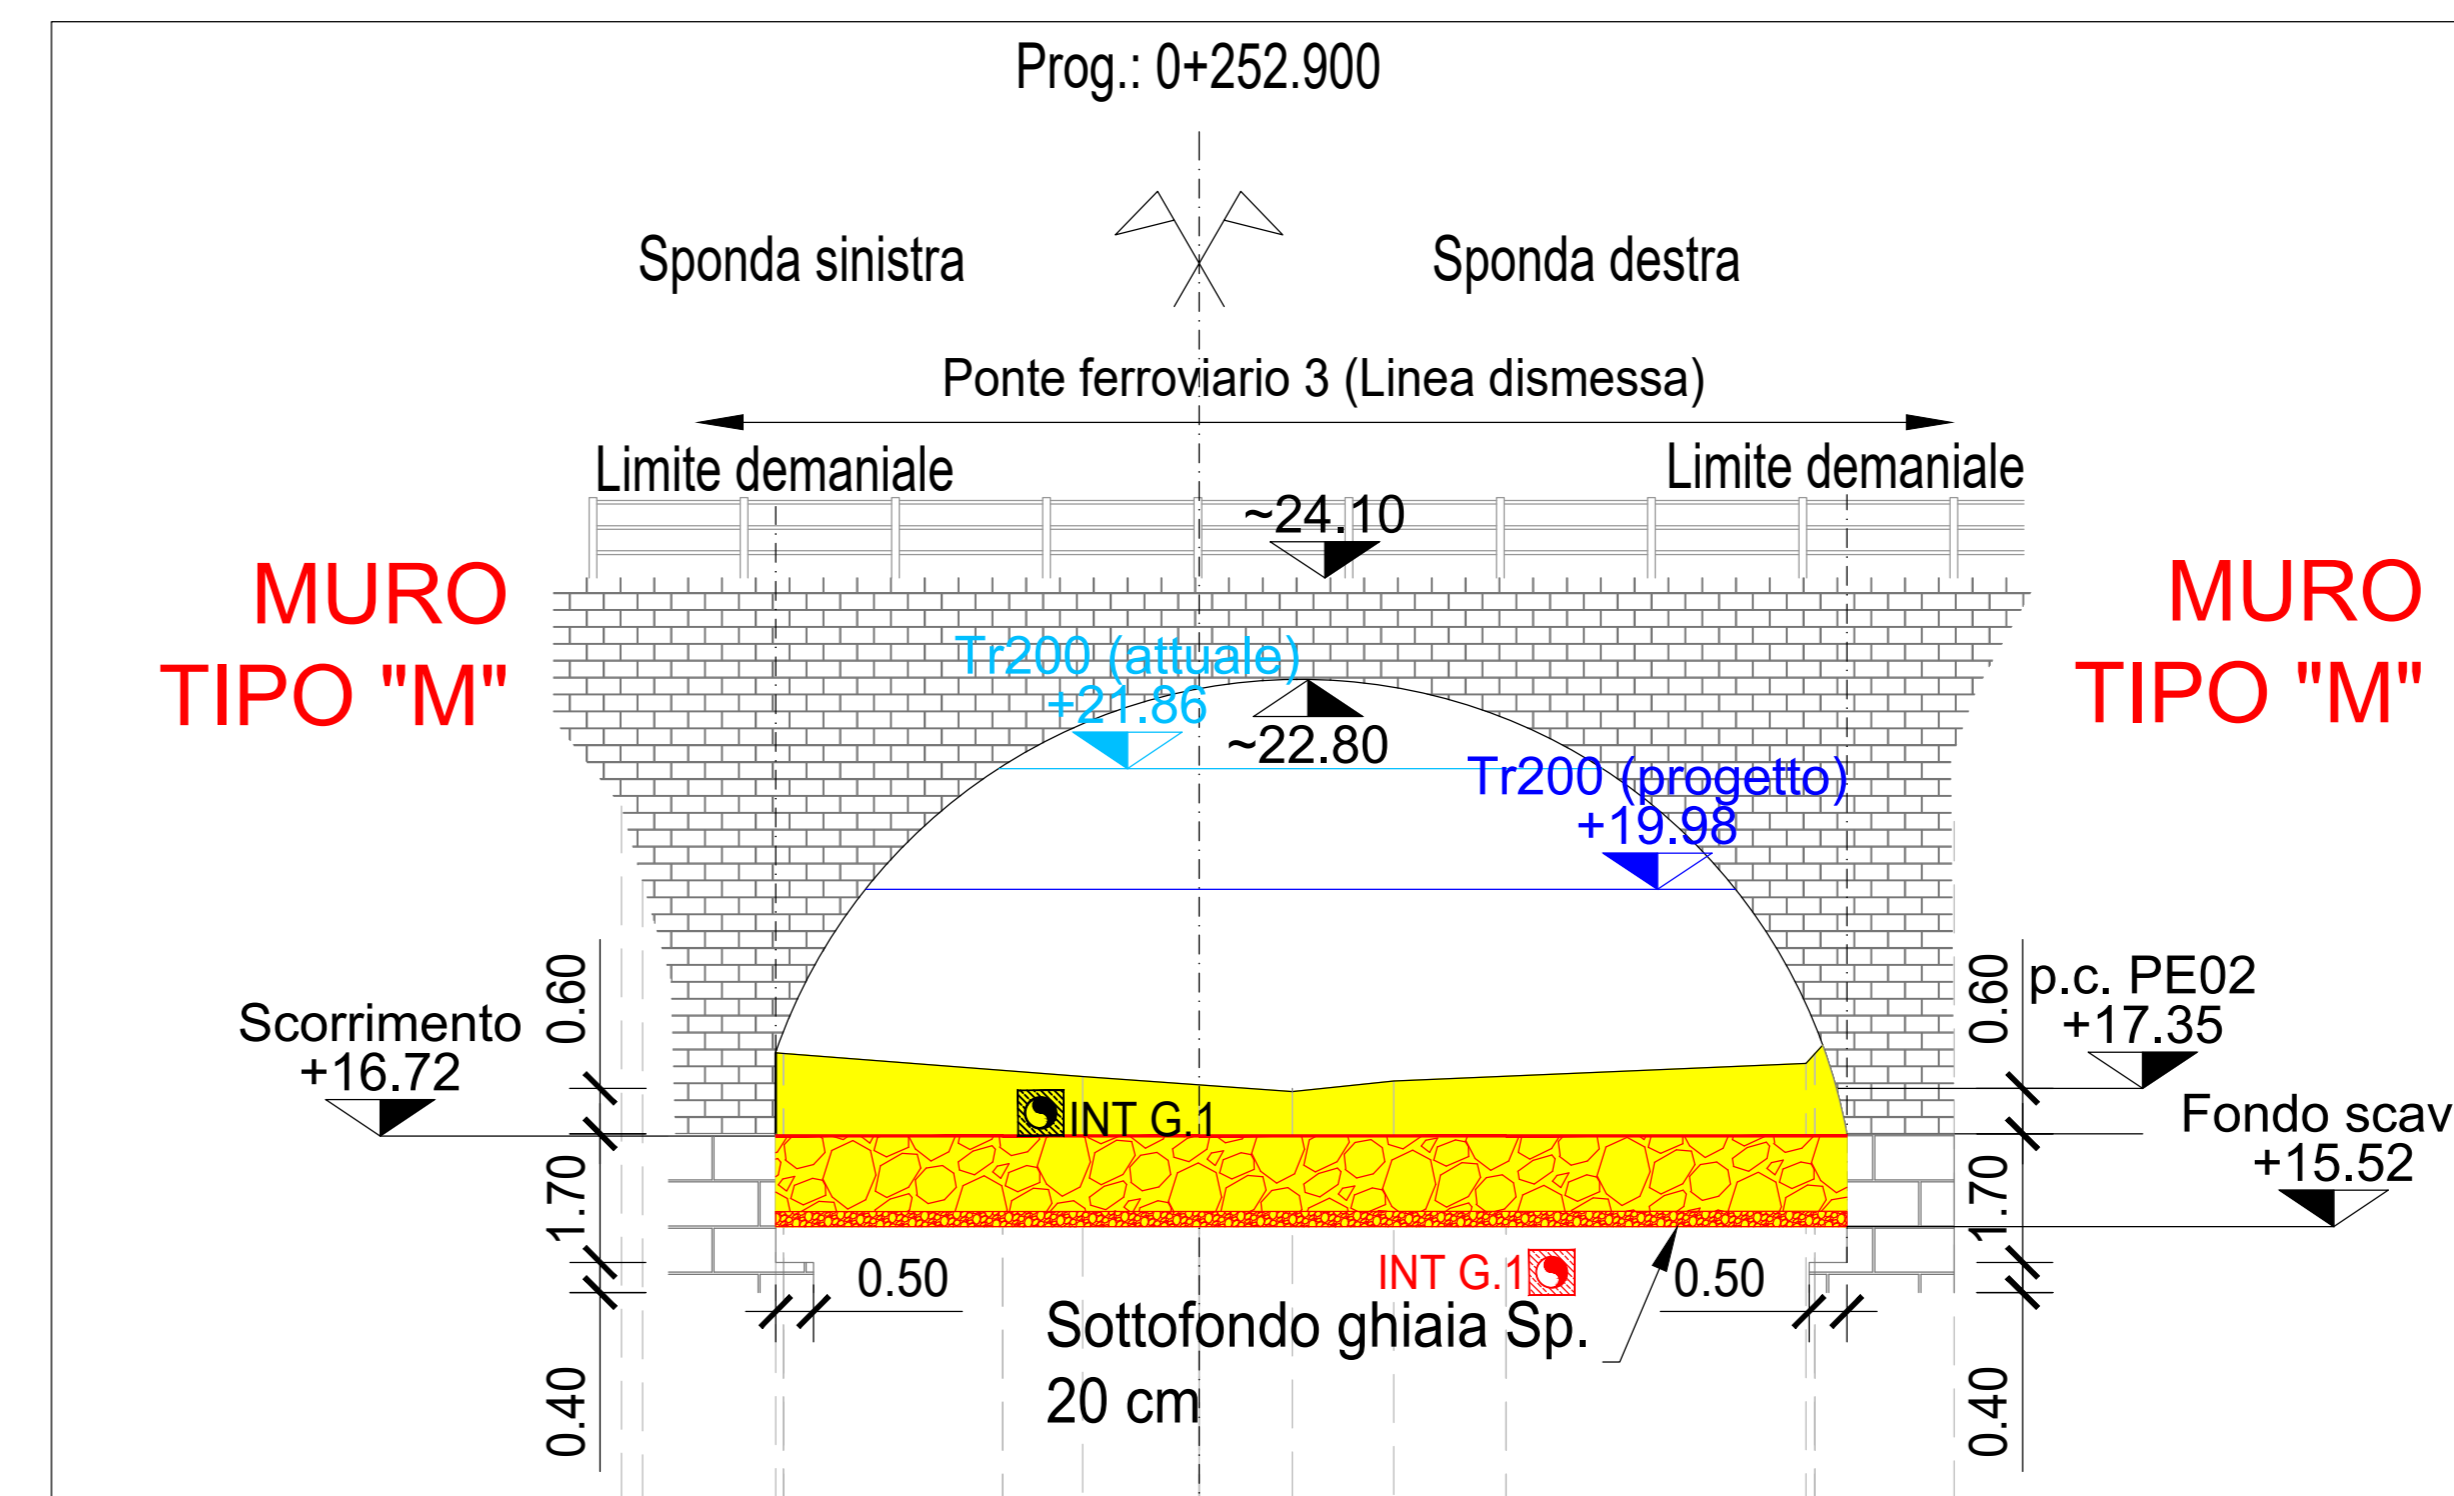 Prog.: 0+252.900
Sponda sinistra
Sponda destra
Ponte ferroviario 3 (Linea dismessa)
Limite demaniale
Limite demaniale
~24.10
MURO
TIPO "M"
MURO
TIPO "M"
Tr200 (attuale)
+21.86
~22.80
Tr200 (progetto)
+19.98
0.60
0.60
p.c. PE02
+17.35
Scorrimento
+16.72
INT G.1
Fondo scav
+15.52
1.70
1.70
0.50
INT G.1
0.50
Sottofondo ghiaia Sp.
20 cm
0.40
0.40